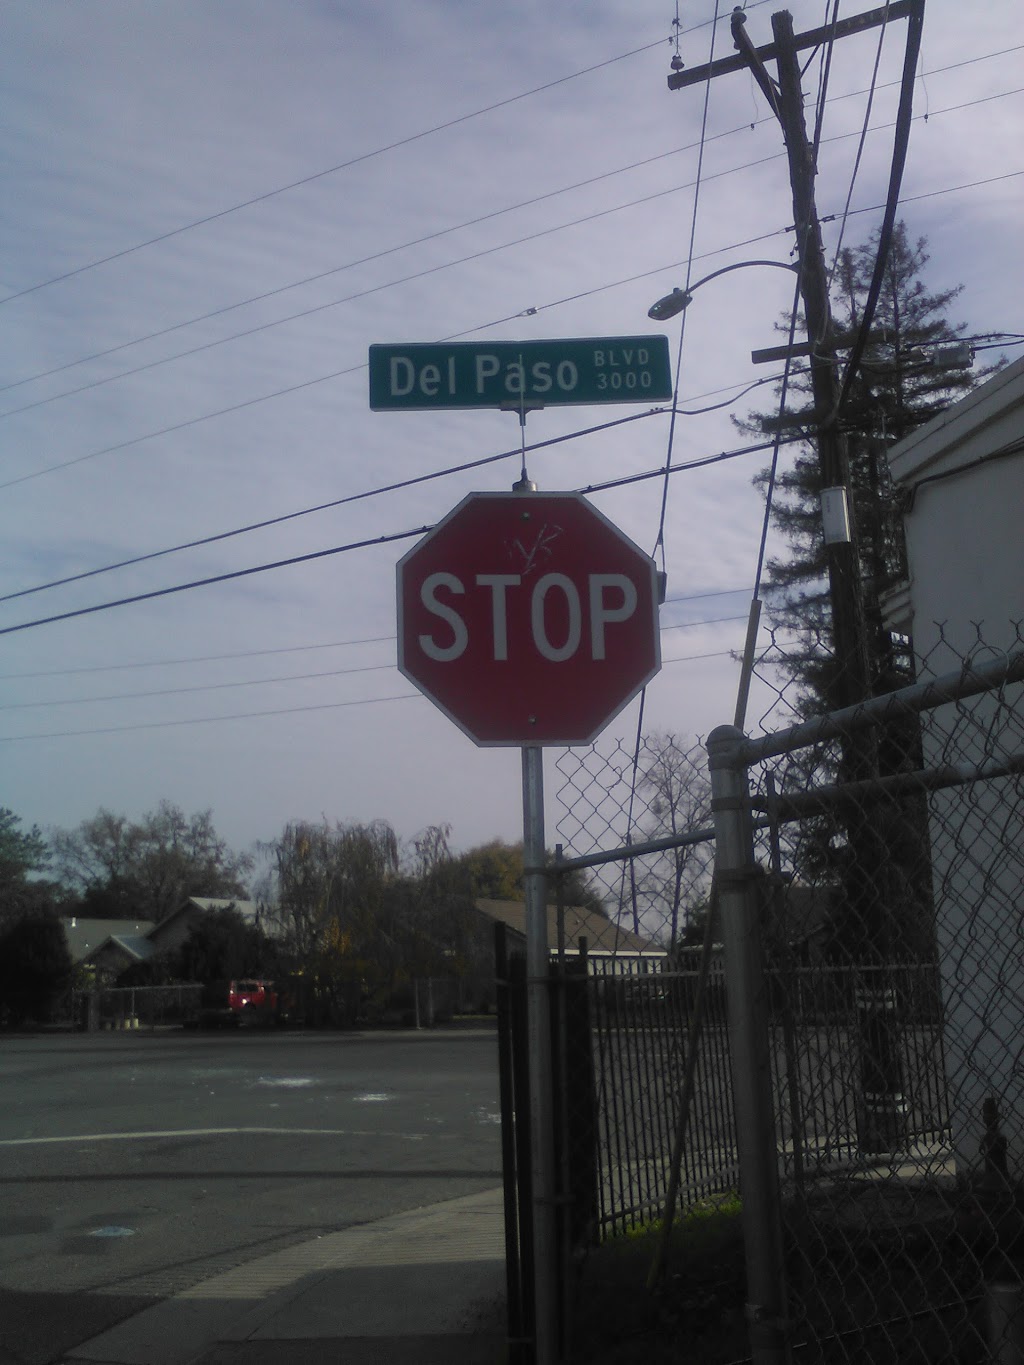 Del Paso BLVD
3000
STOP